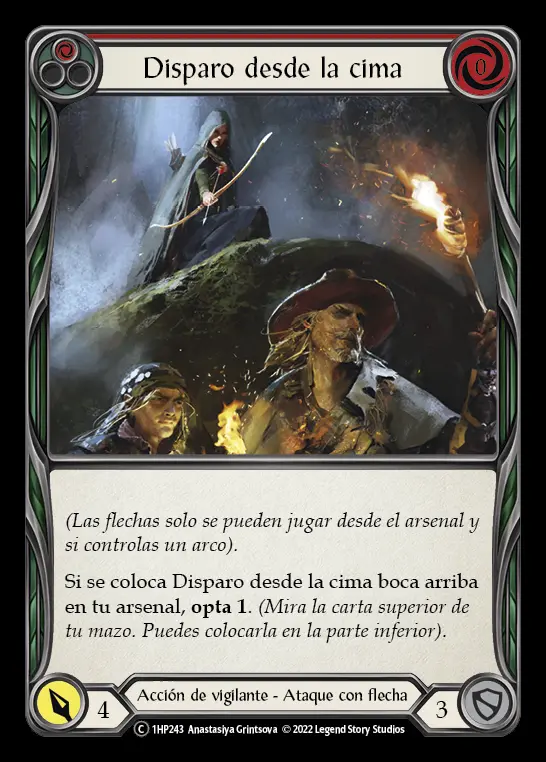 Disparo desde la cima
0
(Las flechas solo se pueden jugar desde el arsenal y
si controlas un arco).
Si se coloca Disparo desde la cima boca arriba
en tu arsenal, opta 1. (Mira la carta superior de
tu mazo. Puedes colocarla en la parte inferior).
4
Acción de vigilante - Ataque con flecha
3
C 1HP243 Anastasiya Grintsova © 2022 Legend Story Studios